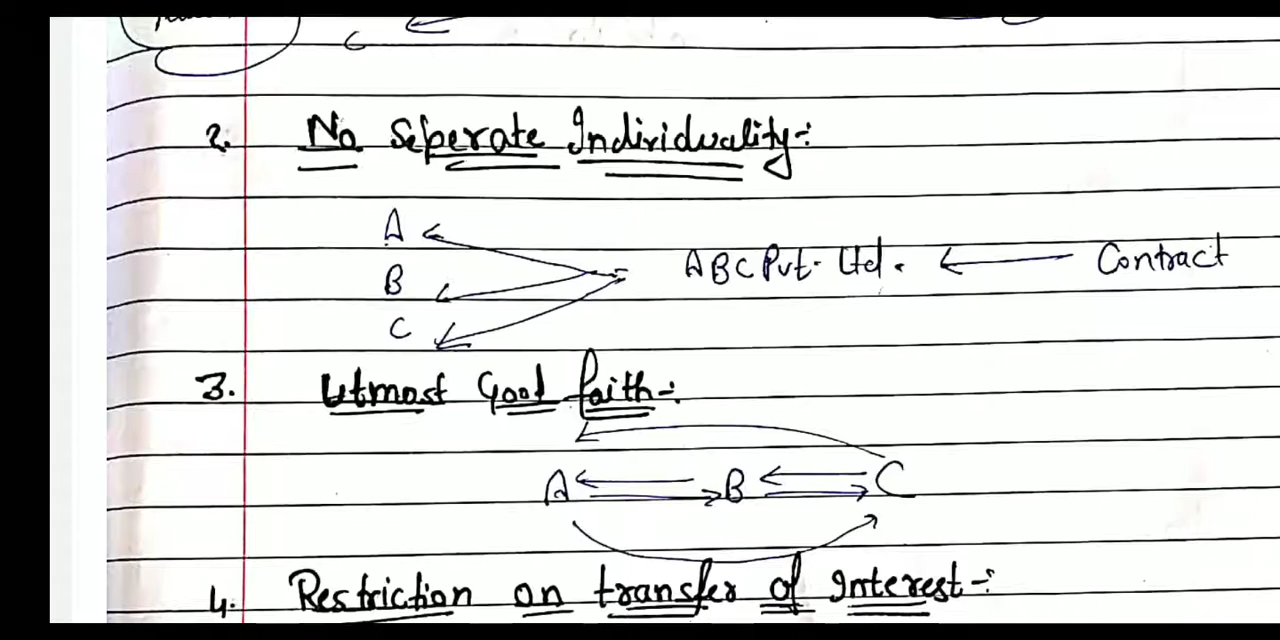 2. No Seperate Individuality:-
A
B ABC Pvt. Ltd. Contract
C
3. Utmost Good faith:-
A B C
4. Restriction on transfer of Interest-: